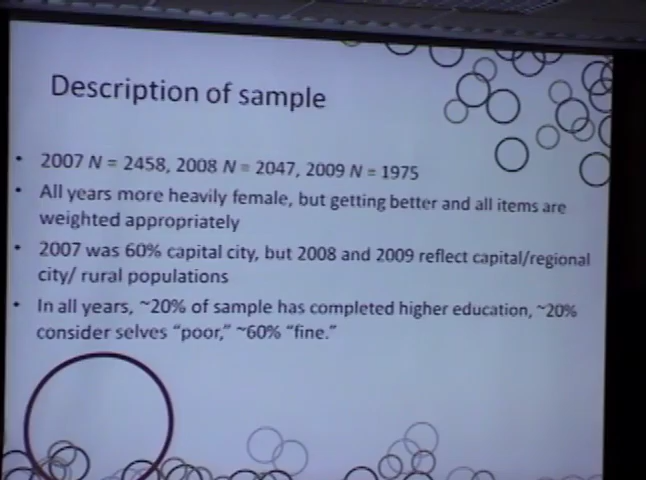 Description of sample
• 2007 N = 2458, 2008 N = 2047, 2009 N = 1975
• All years more heavily female, but getting better and all items are
weighted appropriately
• 2007 was 60% capital city, but 2008 and 2009 reflect capital/regional
city/ rural populations
• In all years, ~20% of sample has completed higher education, ~20%
consider selves “poor,” ~60% “fine.”